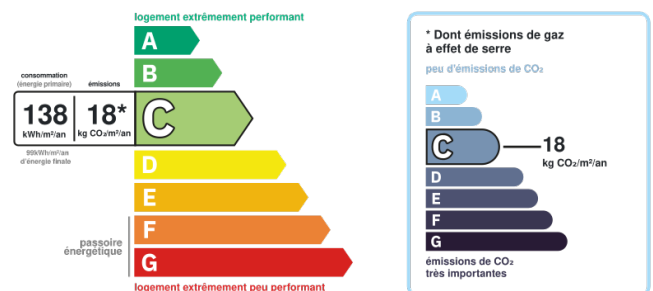 logement extrêmement performant
consommation
(énergie primaire)
émissions
138
kWh/m²/an
18*
kg CO₂/m²/an
99kWh/m²/an
d'énergie finale
A
B
C
D
E
F
G
passoire
énergétique
logement extrêmement peu performant
* Dont émissions de gaz
à effet de serre
peu d'émissions de CO₂
A
B
C
18
kg CO₂/m²/an
D
E
F
G
émissions de CO₂
très importantes